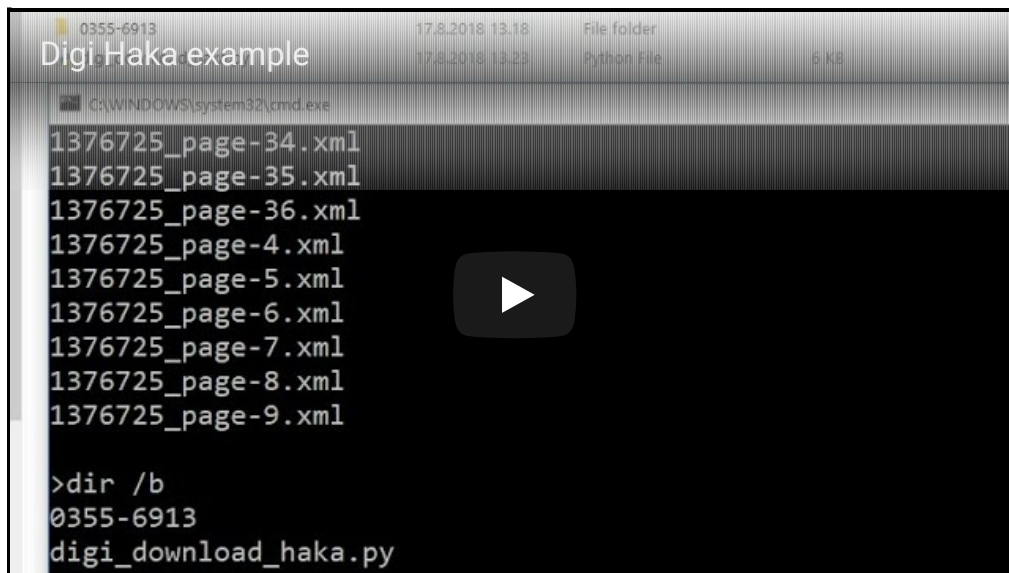 0355-6913 17.8.2018 13.18 File folder
Digi Haka example
17.8.2018 13.23 Python File 6 KB
C:\WINDOWS\system32\cmd.exe
1376725_page-34.xml
1376725_page-35.xml
1376725_page-36.xml
1376725_page-4.xml
1376725_page-5.xml
1376725_page-6.xml
1376725_page-7.xml
1376725_page-8.xml
1376725_page-9.xml
>dir /b
0355-6913
digi_download_haka.py